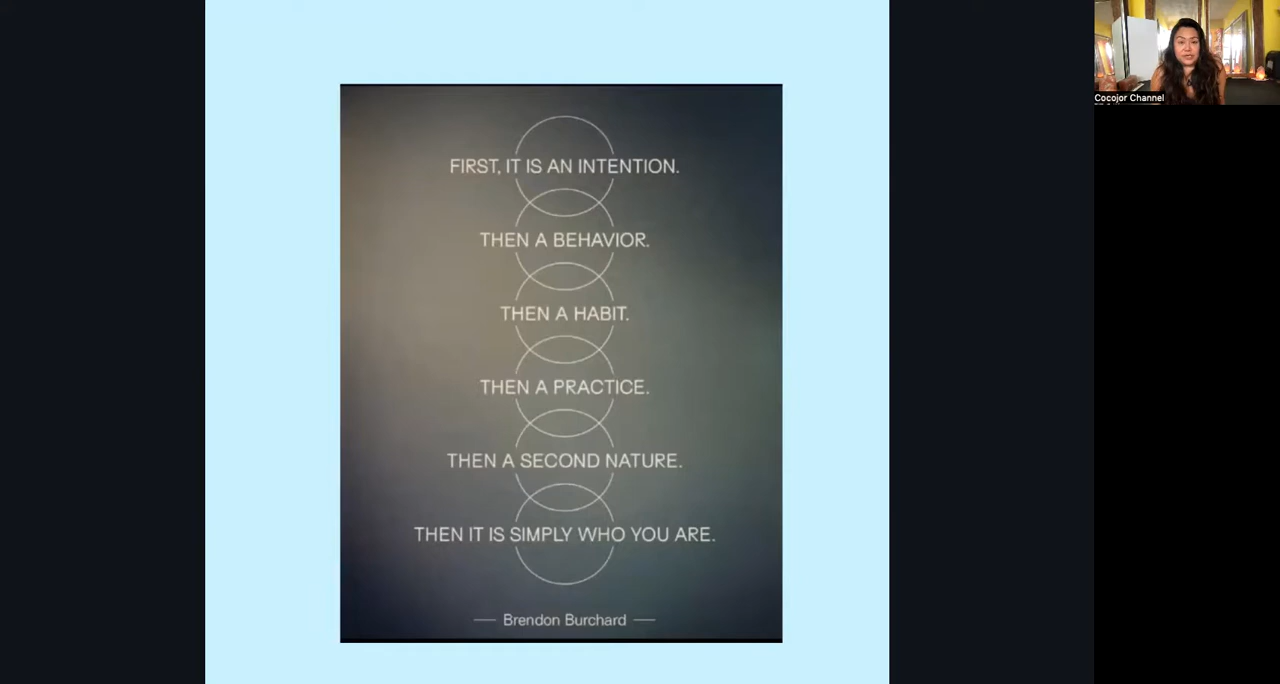 FIRST, IT IS AN INTENTION.
THEN A BEHAVIOR.
THEN A HABIT.
THEN A PRACTICE.
THEN A SECOND NATURE.
THEN IT IS SIMPLY WHO YOU ARE.
Brendon Burchard
Cocojor Channel